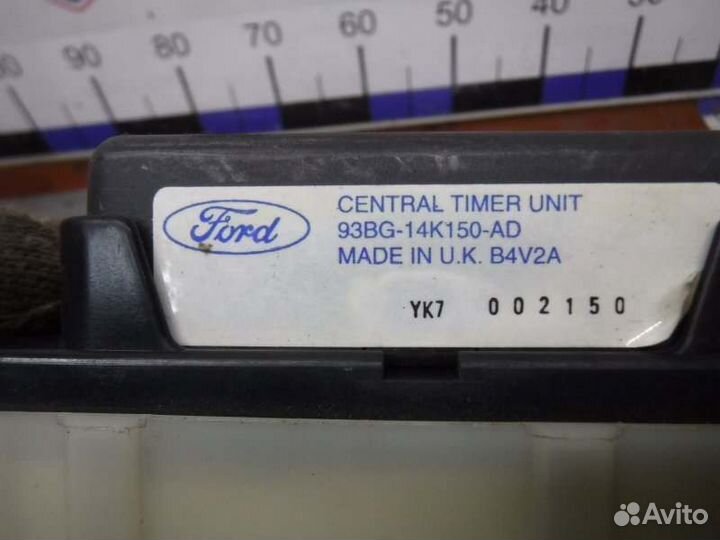 90 80 70 60 50 40
Ford
CENTRAL TIMER UNIT
93BG-14K150-AD
MADE IN U.K. B4V2A
YK7 002150
Avito